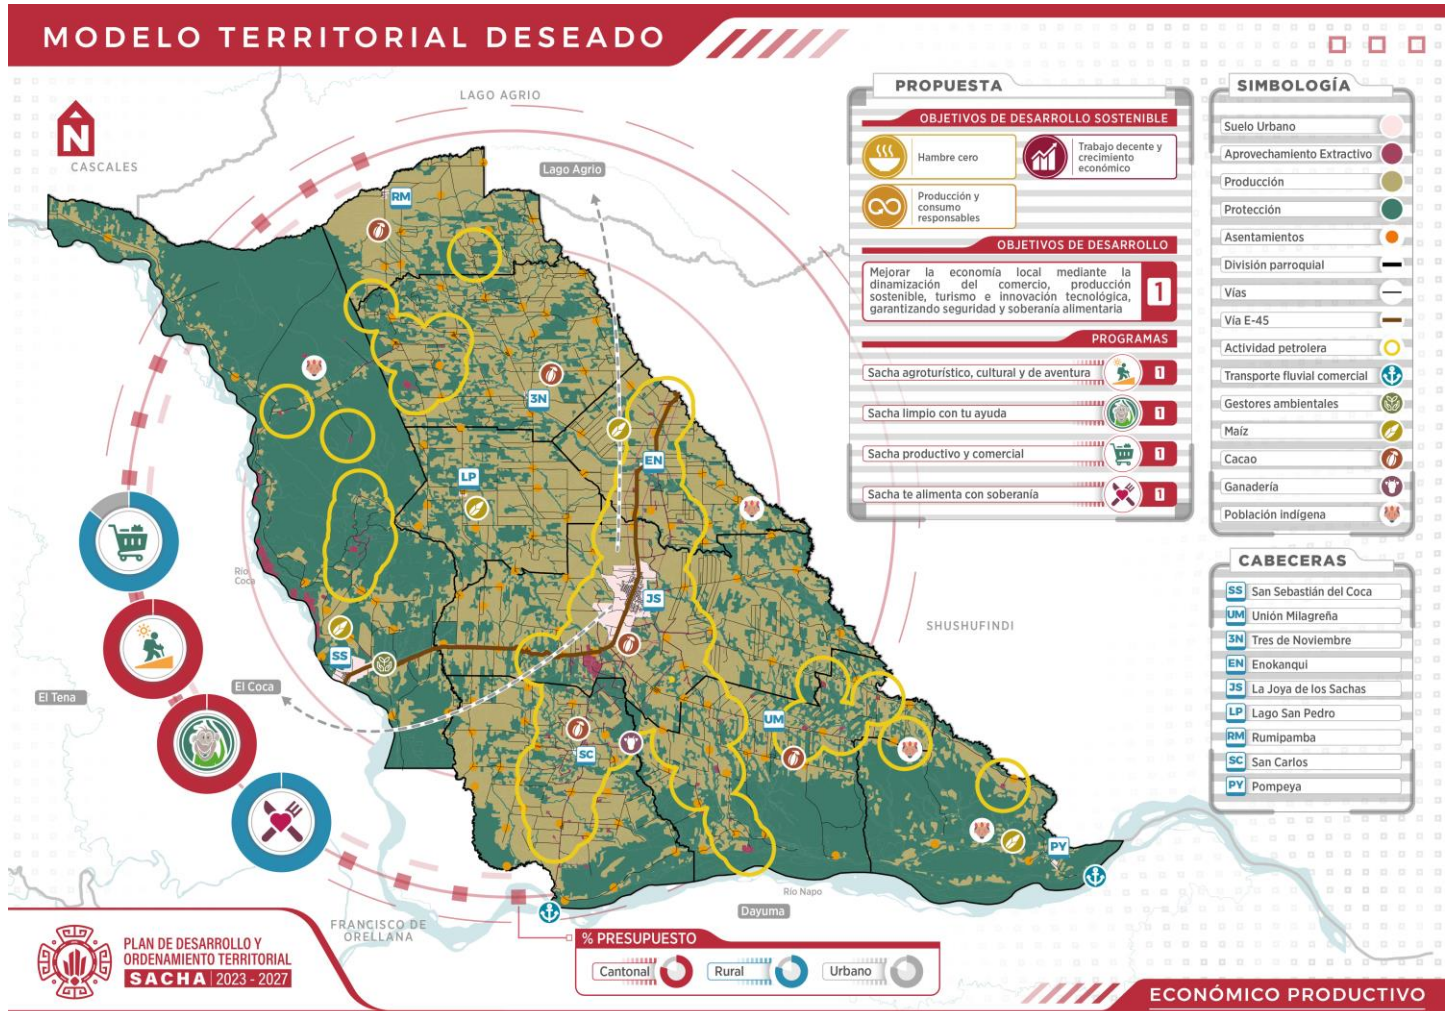 MODELO TERRITORIAL DESEADO
N
LAGO AGRIO
CASCALES
Lago Agrio
RM
3N
LP
EN
JS
SS
UM
SC
PY
Río
Coca
El Tena
El Coca
SHUSHUFINDI
Río Napo
Dayuma
FRANCISCO DE
ORELLANA
PROPUESTA
OBJETIVOS DE DESARROLLO SOSTENIBLE
Hambre cero
Trabajo decente y
crecimiento
económico
Producción y
consumo
responsables
OBJETIVOS DE DESARROLLO
Mejorar la economía local mediante la
dinamización del comercio, producción
sostenible, turismo e innovación tecnológica,
garantizando seguridad y soberanía alimentaria
1
PROGRAMAS
Sacha agroturístico, cultural y de aventura 1
Sacha limpio con tu ayuda 1
Sacha productivo y comercial 1
Sacha te alimenta con soberanía 1
SIMBOLOGÍA
Suelo Urbano
Aprovechamiento Extractivo
Producción
Protección
Asentamientos
División parroquial
Vías
Vía E-45
Actividad petrolera
Transporte fluvial comercial
Gestores ambientales
Maíz
Cacao
Ganadería
Población indígena
CABECERAS
SS San Sebastián del Coca
UM Unión Milagreña
3N Tres de Noviembre
EN Enokanqui
JS La Joya de los Sachas
LP Lago San Pedro
RM Rumipamba
SC San Carlos
PY Pompeya
% PRESUPUESTO
Cantonal
Rural
Urbano
PLAN DE DESARROLLO Y
ORDENAMIENTO TERRITORIAL
SACHA | 2023 - 2027
ECONÓMICO PRODUCTIVO